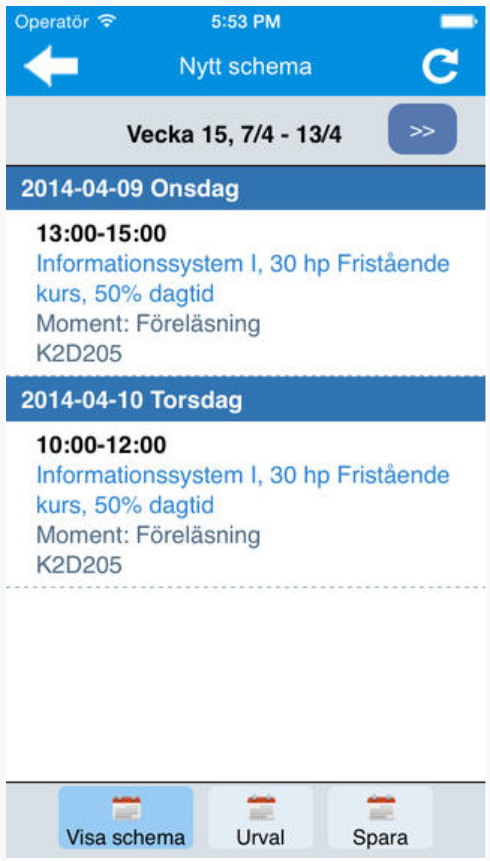 Operatör 5:53 PM
Nytt schema
Vecka 15, 7/4 - 13/4 >>
2014-04-09 Onsdag
13:00-15:00
Informationssystem I, 30 hp Fristående
kurs, 50% dagtid
Moment: Föreläsning
K2D205
2014-04-10 Torsdag
10:00-12:00
Informationssystem I, 30 hp Fristående
kurs, 50% dagtid
Moment: Föreläsning
K2D205
Visa schema Urval Spara